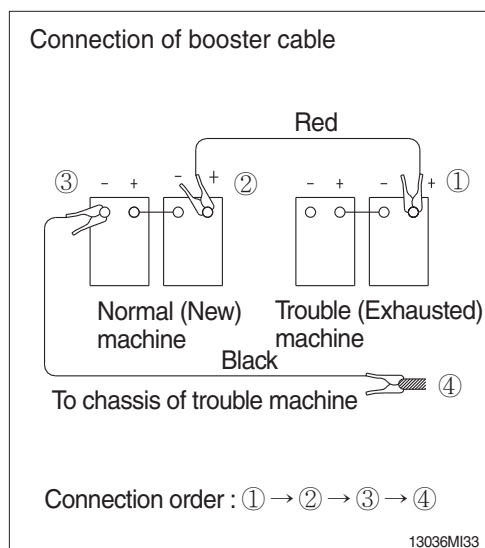 Connection of booster cable
Red
③ - + - + ② - + - + ①
Normal (New)
machine
Trouble (Exhausted)
machine
Black
To chassis of trouble machine ④
Connection order : ① → ② → ③ → ④
13036MI33